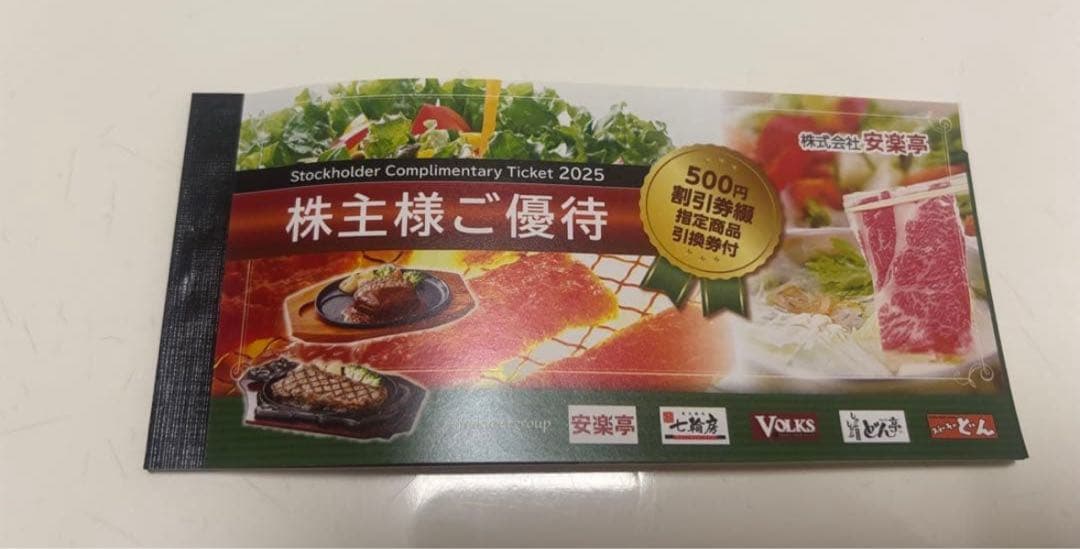 株式会社 安楽亭
Stockholder Complimentary Ticket 2025
株主様ご優待
500円
割引券綴
指定商品
引換券付
group
安楽亭
七輪房
VOLKS
どん亭
どん